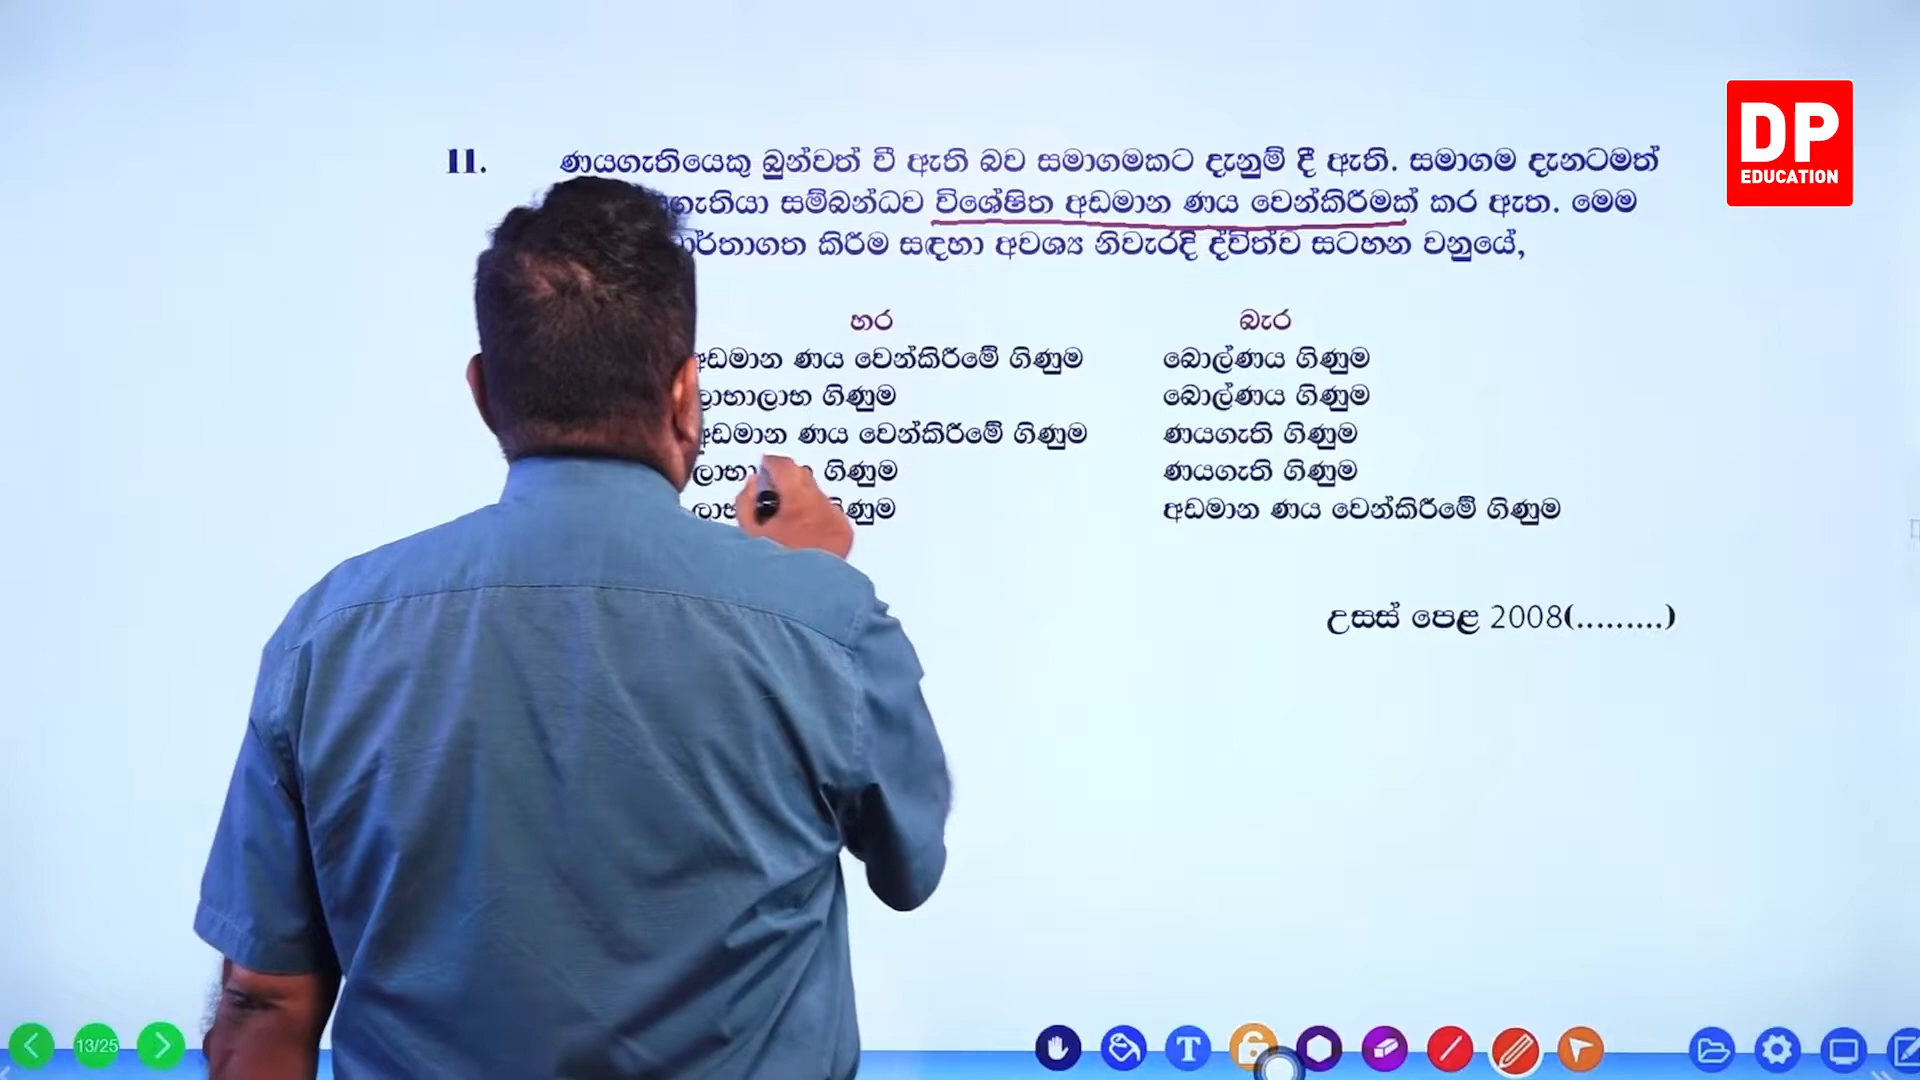 DP
EDUCATION
11. ණයගැතියෙකු බුන්වත් වී ඇති බව සමාගමකට දැනුම් දී ඇති. සමාගම දැනටමත්
සම්බන්ධව විශේෂිත අඩමාන ණය වෙන්කිරීමක් කර ඇත. මෙම
කිරීම සඳහා අවශ්‍ය නිවැරදි ද්විත්ව සටහන වනුයේ,
හර බැර
අඩමාන ණය වෙන්කිරීමේ ගිණුම බොල්ණය ගිණුම
ලාභාලාභ ගිණුම බොල්ණය ගිණුම
අඩමාන ණය වෙන්කිරීමේ ගිණුම ණයගැති ගිණුම
ගිණුම ණයගැති ගිණුම
අඩමාන ණය වෙන්කිරීමේ ගිණුම
උසස් පෙළ 2008(.........)
13/25